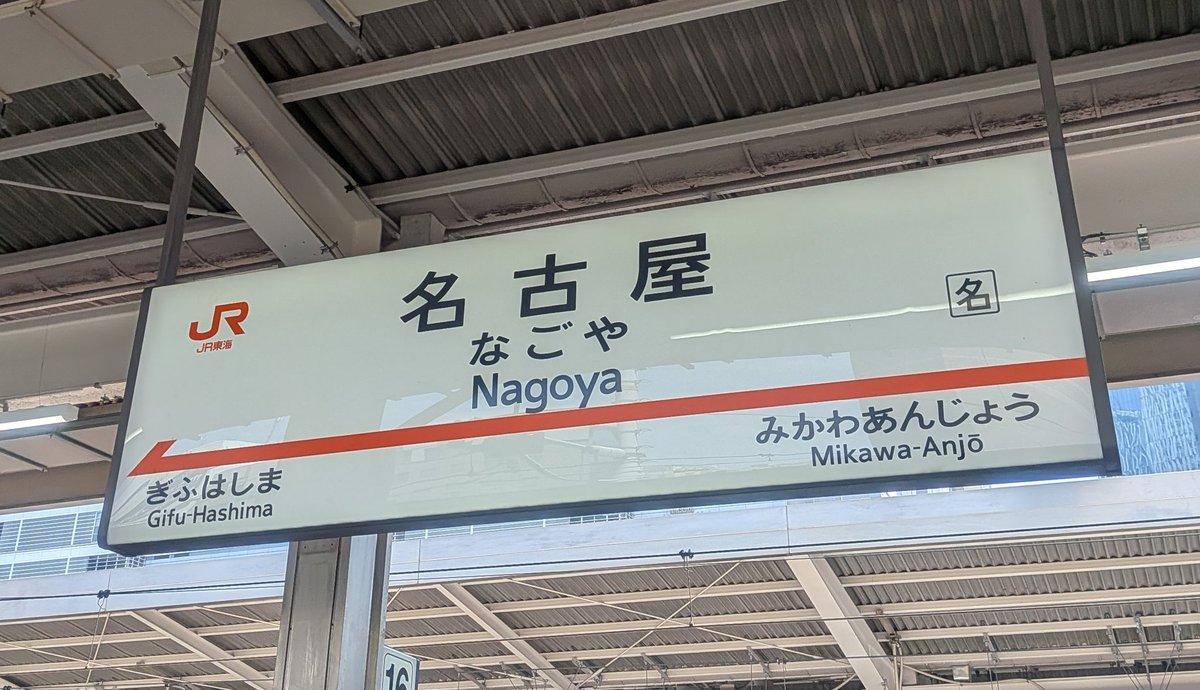 JR
JR東海
名古屋
名
なごや
Nagoya
ぎふはしま
Gifu-Hashima
みかわあんじょう
Mikawa-Anjō
16